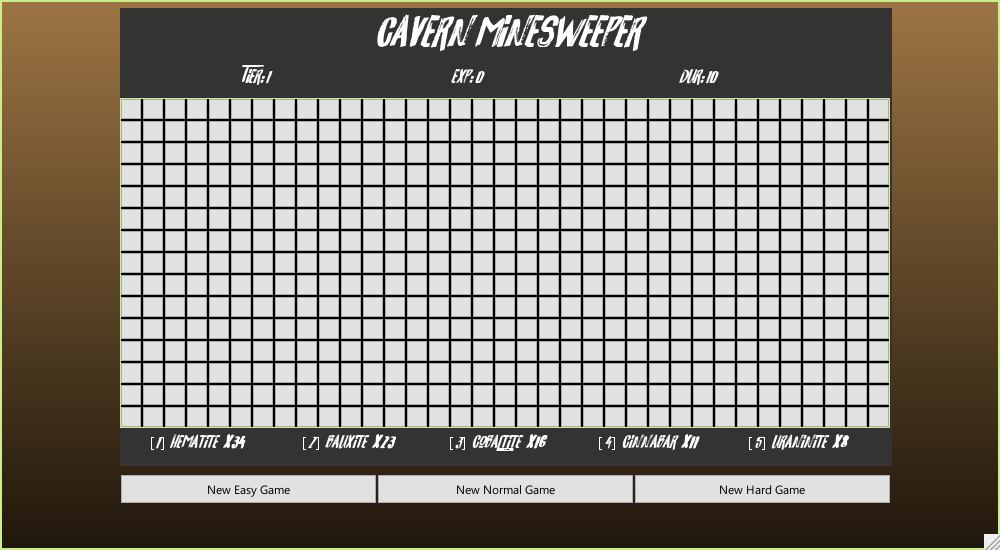 CAVERN MINESWEEPER
TIER: 1 EXP: 0 DUR: 10
[1] HEMATITE X34 [2] BAUXITE X23 [3] COBALTITE X16 [4] CINNABAR X11 [5] URANINITE X8
New Easy Game New Normal Game New Hard Game